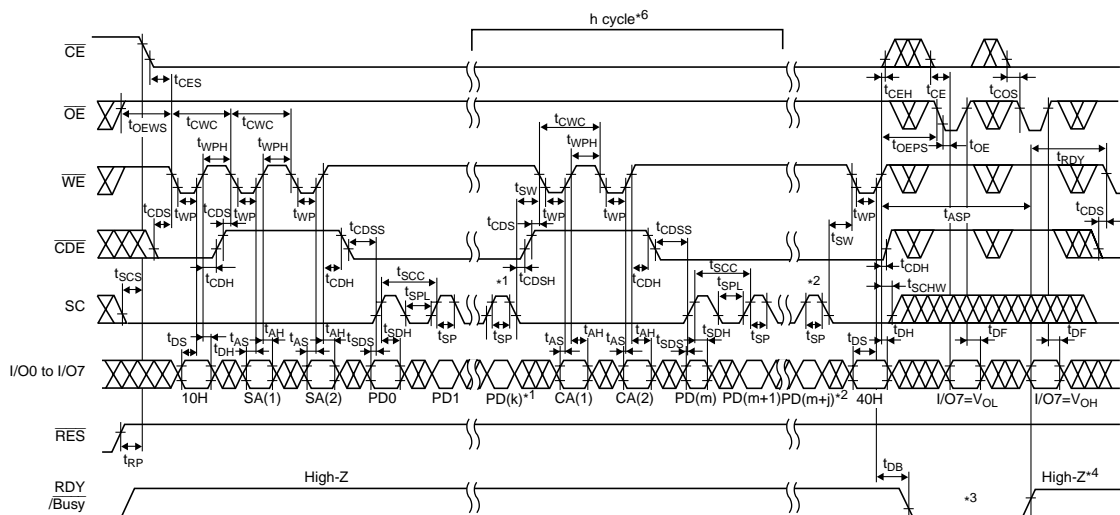 h cycle*6
CE
tCES tCEH tCE tCOS
OE
tOEWS tCWC tCWC tCWC tOEPS tOE
tWPH tWPH tWPH tRDY
WE
tCDS tWP tCDS tWP tWP tSW tCDS tWP tWP tSW tWP tASP tCDS
CDE
tCDSS tCDSS
tSCS tCDH tCDH tSCC *1 tCDSH tCDH tSCC *2 tCDH
tSPL tSPL tSCHW
SC
tDS tDH tAS tAH tAS tAH tSDS tSDH tSP tSP tAS tAH tAS tAH tSDS tSDH tSP tSP tDS tDH tDF tDF
I/O0 to I/O7
10H SA(1) SA(2) PD0 PD1 PD(k)*1 CA(1) CA(2) PD(m) PD(m+1) PD(m+j)*2 40H I/O7=VOL I/O7=VOH
RES
tRP
RDY
/Busy
High-Z tDB *3 High-Z*4